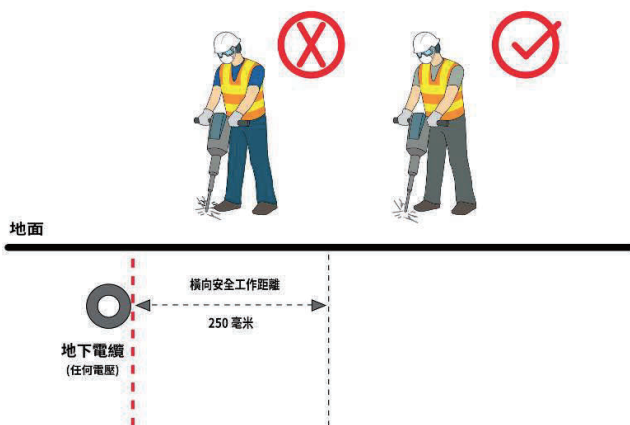 地面
橫向安全工作距離
250 毫米
地下電纜
(任何電壓)